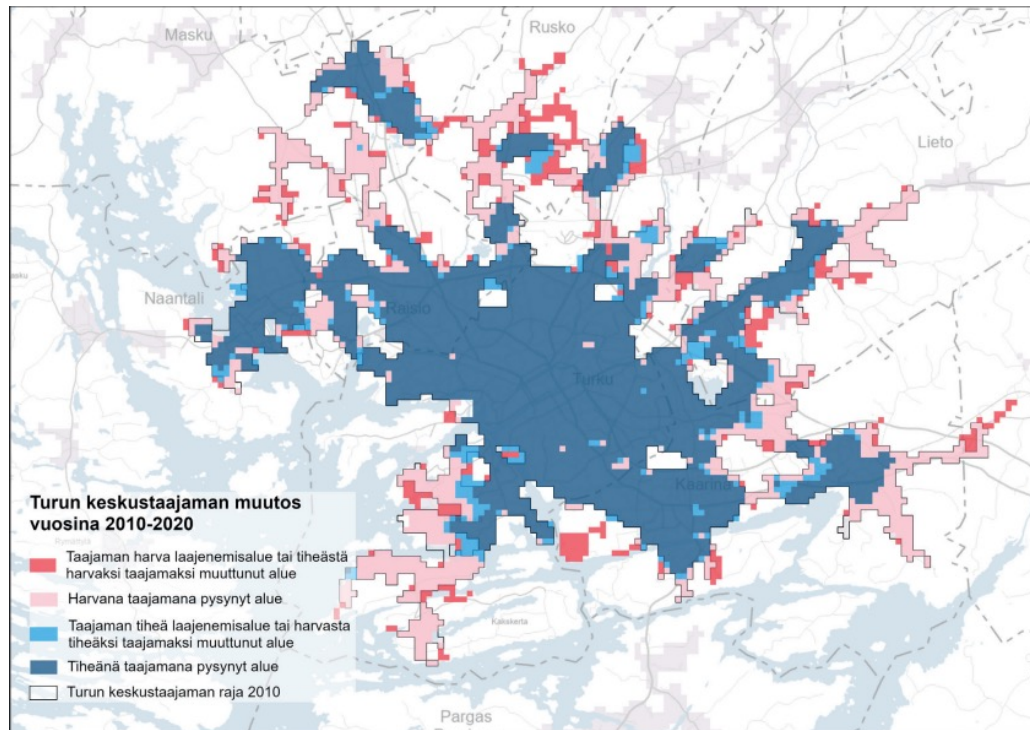 Masku
Rusko
Lieto
Naantali
Raisio
Turku
Kaarina
Turun keskustaajaman muutos
vuosina 2010-2020
Taajaman harva laajenemisalue tai tiheästä
harvaksi taajamaksi muuttunut alue
Harvana taajamana pysynyt alue
Taajaman tiheä laajenemisalue tai harvasta
tiheäksi taajamaksi muuttunut alue
Tiheänä taajamana pysynyt alue
Turun keskustaajaman raja 2010
Kakskerta
Pargas